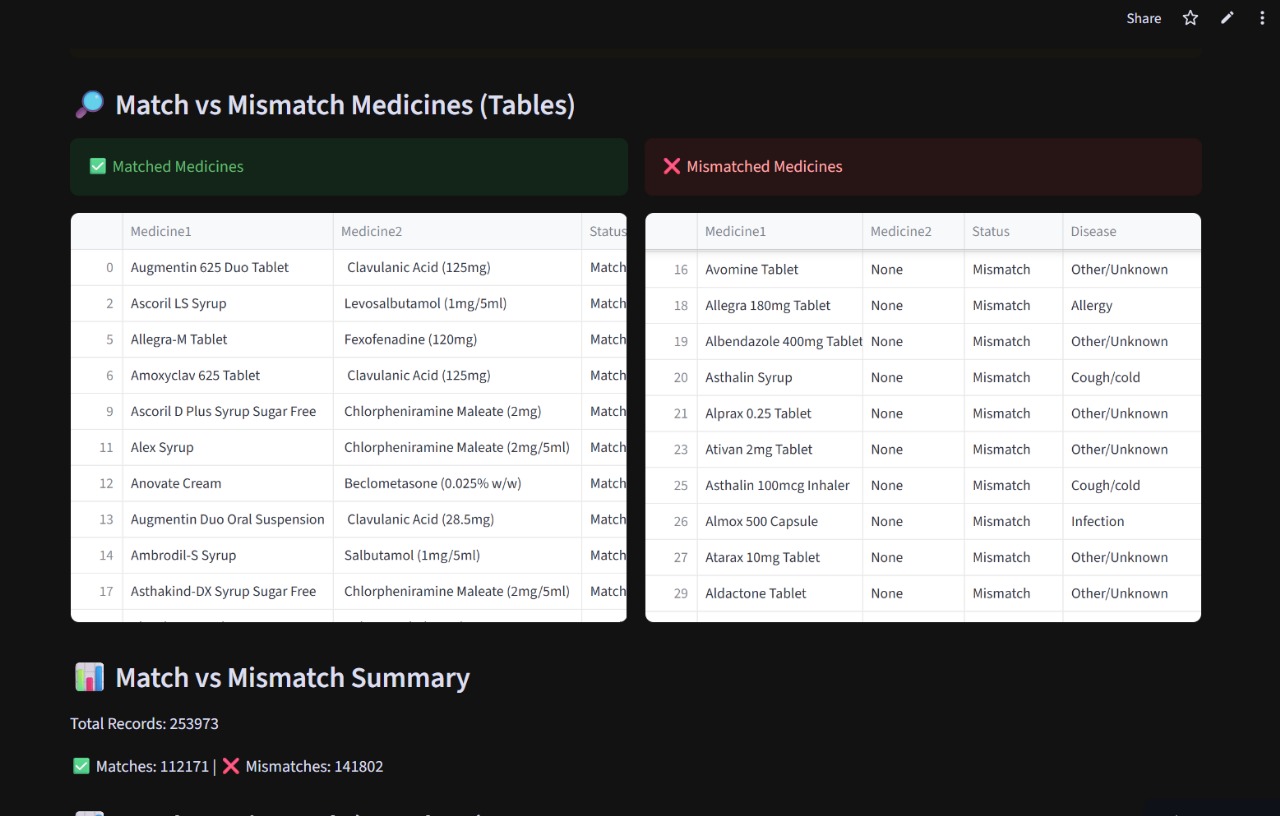 Share
🔎 Match vs Mismatch Medicines (Tables)
✅ Matched Medicines
Medicine1 Medicine2 Status
0 Augmentin 625 Duo Tablet Clavulanic Acid (125mg) Match
2 Ascoril LS Syrup Levosalbutamol (1mg/5ml) Match
5 Allegra-M Tablet Fexofenadine (120mg) Match
6 Amoxyclav 625 Tablet Clavulanic Acid (125mg) Match
9 Ascoril D Plus Syrup Sugar Free Chlorpheniramine Maleate (2mg) Match
11 Alex Syrup Chlorpheniramine Maleate (2mg/5ml) Match
12 Anovate Cream Beclometasone (0.025% w/w) Match
13 Augmentin Duo Oral Suspension Clavulanic Acid (28.5mg) Match
14 Ambrodil-S Syrup Salbutamol (1mg/5ml) Match
17 Asthakind-DX Syrup Sugar Free Chlorpheniramine Maleate (2mg/5ml) Match
❌ Mismatched Medicines
Medicine1 Medicine2 Status Disease
16 Avomine Tablet None Mismatch Other/Unknown
18 Allegra 180mg Tablet None Mismatch Allergy
19 Albendazole 400mg Tablet None Mismatch Other/Unknown
20 Asthalin Syrup None Mismatch Cough/cold
21 Alprax 0.25 Tablet None Mismatch Other/Unknown
23 Ativan 2mg Tablet None Mismatch Other/Unknown
25 Asthalin 100mcg Inhaler None Mismatch Cough/cold
26 Almox 500 Capsule None Mismatch Infection
27 Atarax 10mg Tablet None Mismatch Other/Unknown
29 Aldactone Tablet None Mismatch Other/Unknown
📊 Match vs Mismatch Summary
Total Records: 253973
✅ Matches: 112171 | ❌ Mismatches: 141802